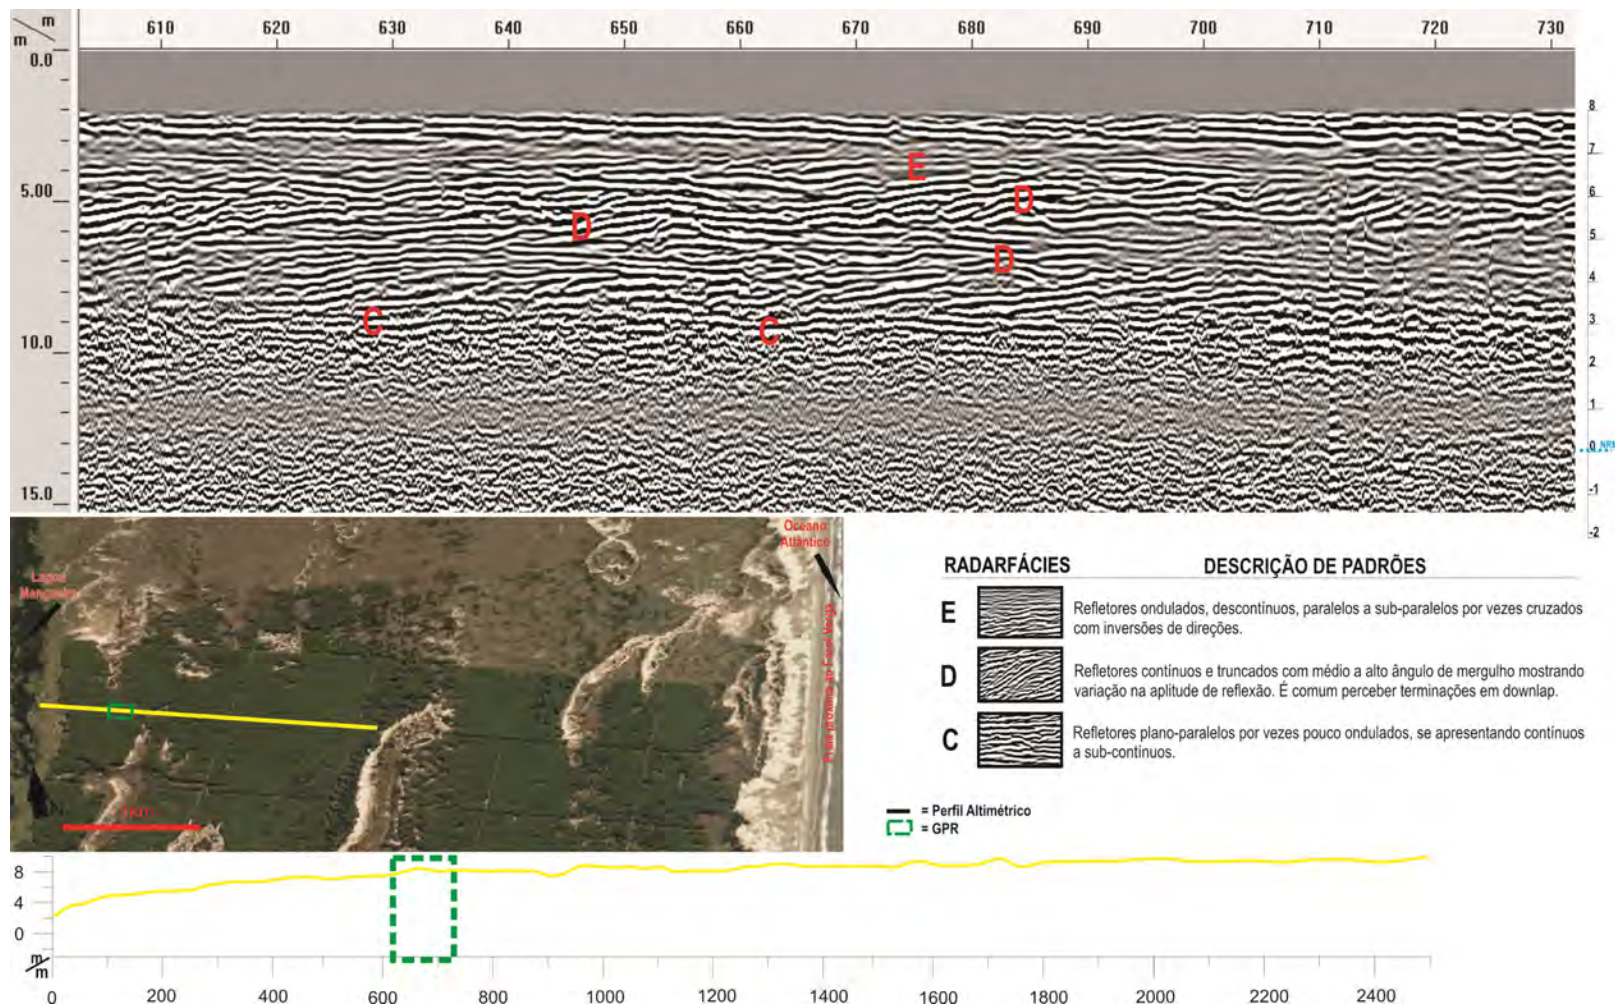 m
m
610 620 630 640 650 660 670 680 690 700 710 720 730
0.0
5.00
10.0
15.0
8
7
6
5
4
3
2
1
0 NRM
-1
-2
E
D
D
D
C
C
Oceano
Atlântico
Lagoa
Mangueira
1km
RADARFÁCIES DESCRIÇÃO DE PADRÕES
E Refletores ondulados, descontínuos, paralelos a sub-paralelos por vezes cruzados
com inversões de direções.
D Refletores contínuos e truncados com médio a alto ângulo de mergulho mostrando
variação na aptitude de reflexão. É comum perceber terminações em downlap.
C Refletores plano-paralelos por vezes pouco ondulados, se apresentando contínuos
a sub-contínuos.
= Perfil Altimétrico
= GPR
8
4
0
m
m
0 200 400 600 800 1000 1200 1400 1600 1800 2000 2200 2400